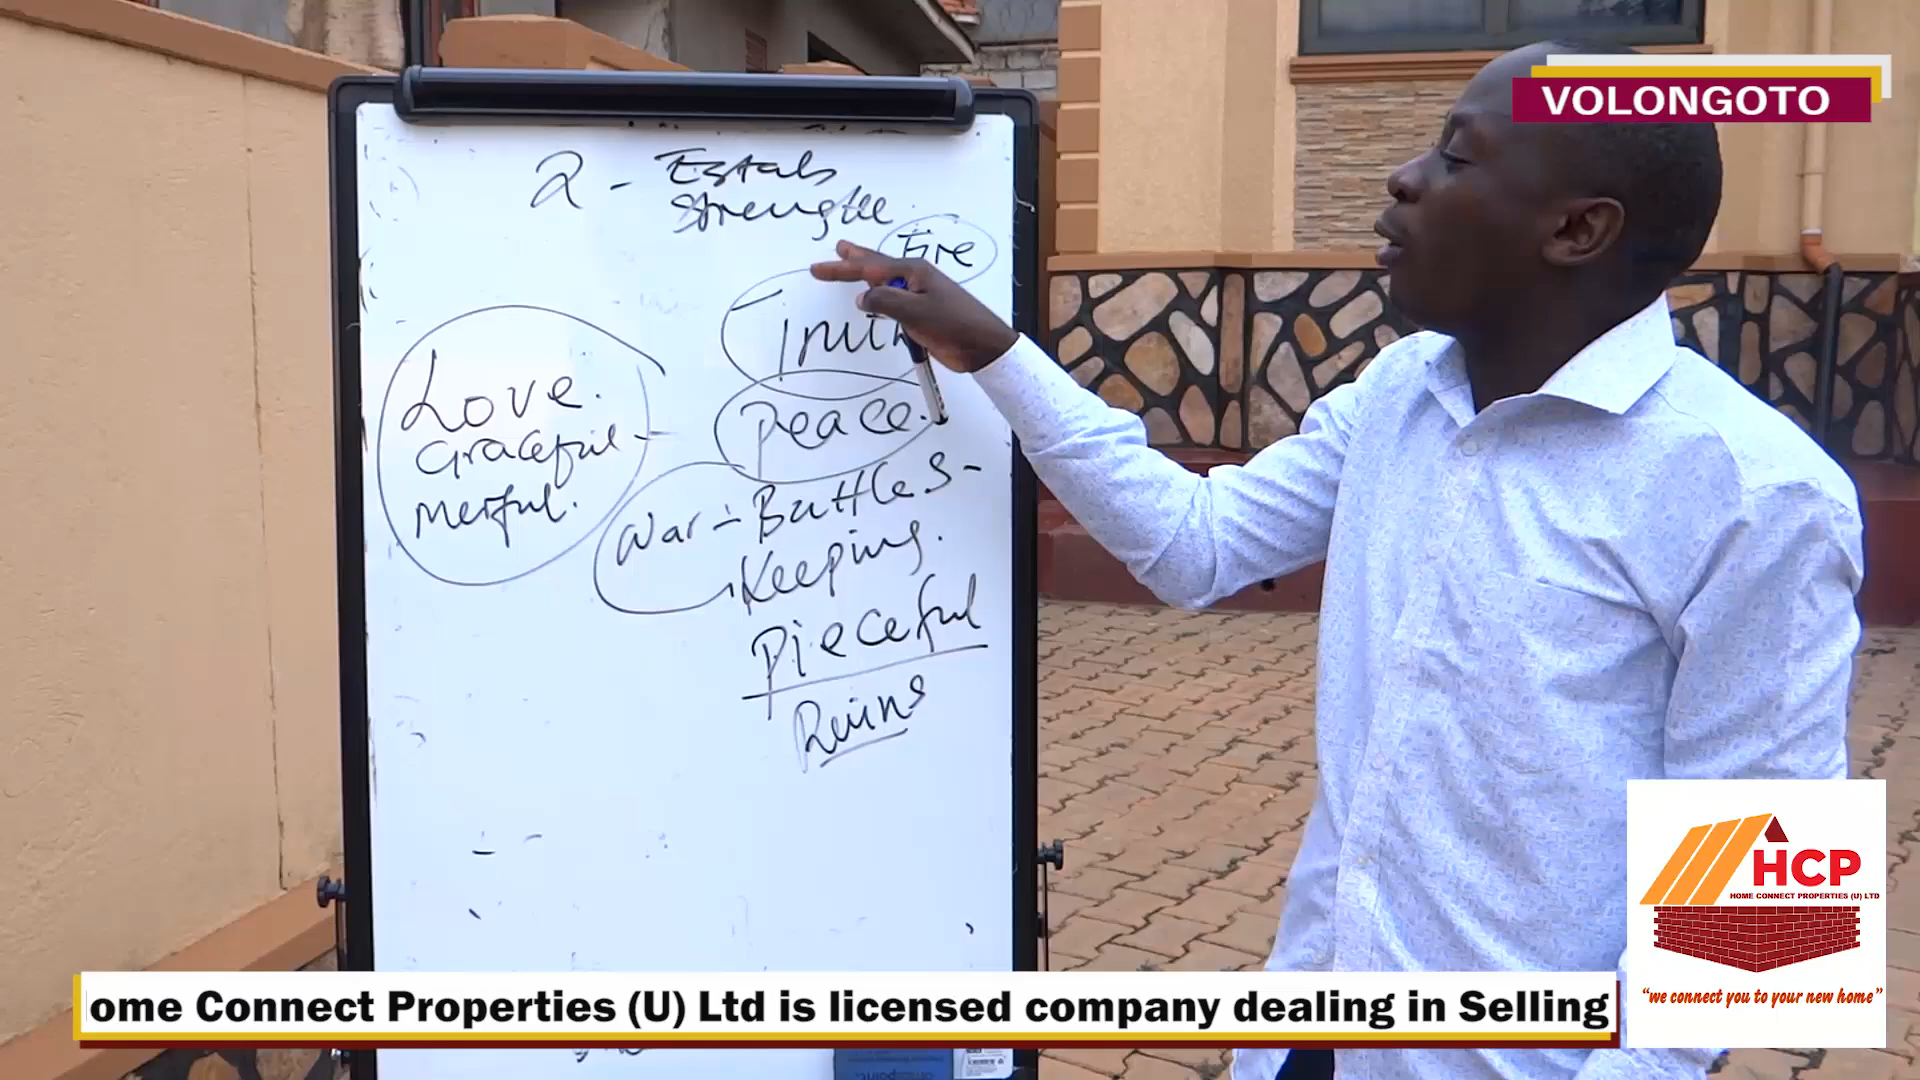 VOLONGOTO
2 - Estab
Strengthe
Fire
Truth
Peace.
Love.
Graceful -
Merful.
War - Battles -
Keeping.
Pieceful
Ruins
HCP
HOME CONNECT PROPERTIES (U) LTD
"we connect you to your new home"
ome Connect Properties (U) Ltd is licensed company dealing in Selling